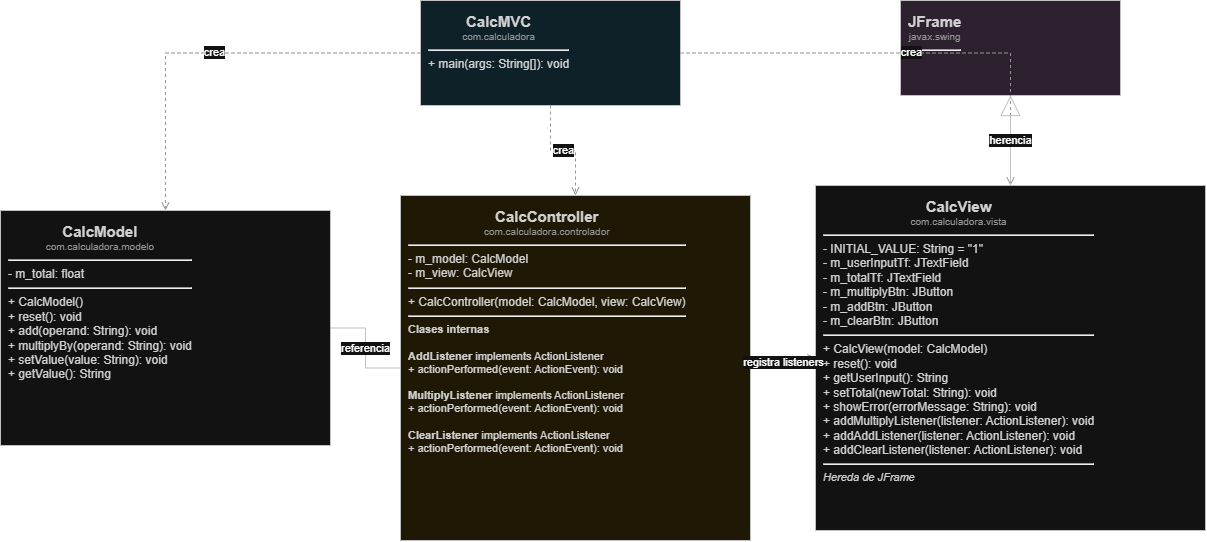 CalcMVC
com.calculadora
+ main(args: String[]): void
JFrame
javax.swing
crea
crea
crea
herencia
CalcModel
com.calculadora.modelo
- m_total: float
+ CalcModel()
+ reset(): void
+ add(operand: String): void
+ multiplyBy(operand: String): void
+ setValue(value: String): void
+ getValue(): String
referencia
CalcController
com.calculadora.controlador
- m_model: CalcModel
- m_view: CalcView
+ CalcController(model: CalcModel, view: CalcView)
Clases internas
AddListener implements ActionListener
+ actionPerformed(event: ActionEvent): void
MultiplyListener implements ActionListener
+ actionPerformed(event: ActionEvent): void
ClearListener implements ActionListener
+ actionPerformed(event: ActionEvent): void
registra listeners
CalcView
com.calculadora.vista
- INITIAL_VALUE: String = "1"
- m_userInputTf: JTextField
- m_totalTf: JTextField
- m_multiplyBtn: JButton
- m_addBtn: JButton
- m_clearBtn: JButton
+ CalcView(model: CalcModel)
+ reset(): void
+ getUserInput(): String
+ setTotal(newTotal: String): void
+ showError(errorMessage: String): void
+ addMultiplyListener(listener: ActionListener): void
+ addAddListener(listener: ActionListener): void
+ addClearListener(listener: ActionListener): void
Hereda de JFrame